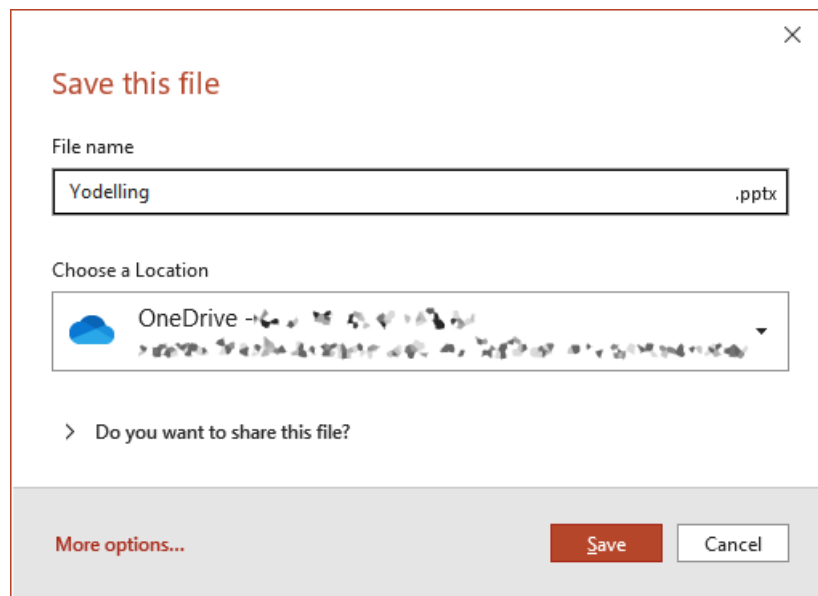 Save this file
File name
Yodelling .pptx
Choose a Location
OneDrive -
Do you want to share this file?
More options... Save Cancel